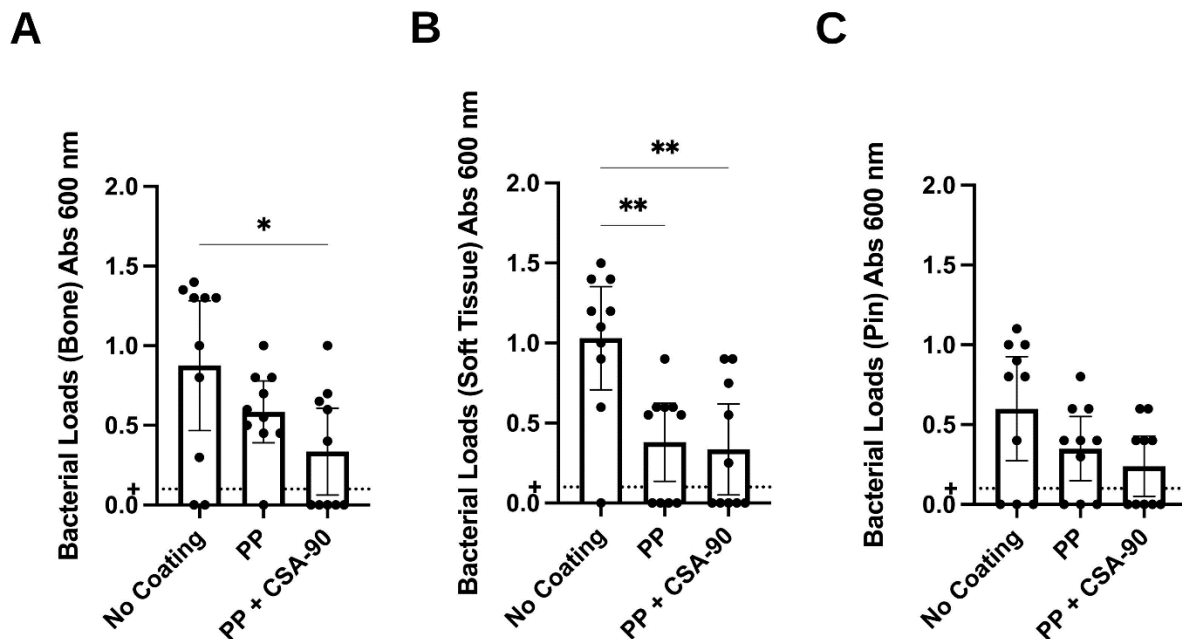 A
B
C
Bacterial Loads (Bone) Abs 600 nm
2.0
1.5
1.0
0.5
+
0.0
*
No Coating
PP
PP + CSA-90
Bacterial Loads (Soft Tissue) Abs 600 nm
2.0
1.5
1.0
0.5
+
0.0
**
**
No Coating
PP
PP + CSA-90
Bacterial Loads (Pin) Abs 600 nm
2.0
1.5
1.0
0.5
+
0.0
No Coating
PP
PP + CSA-90